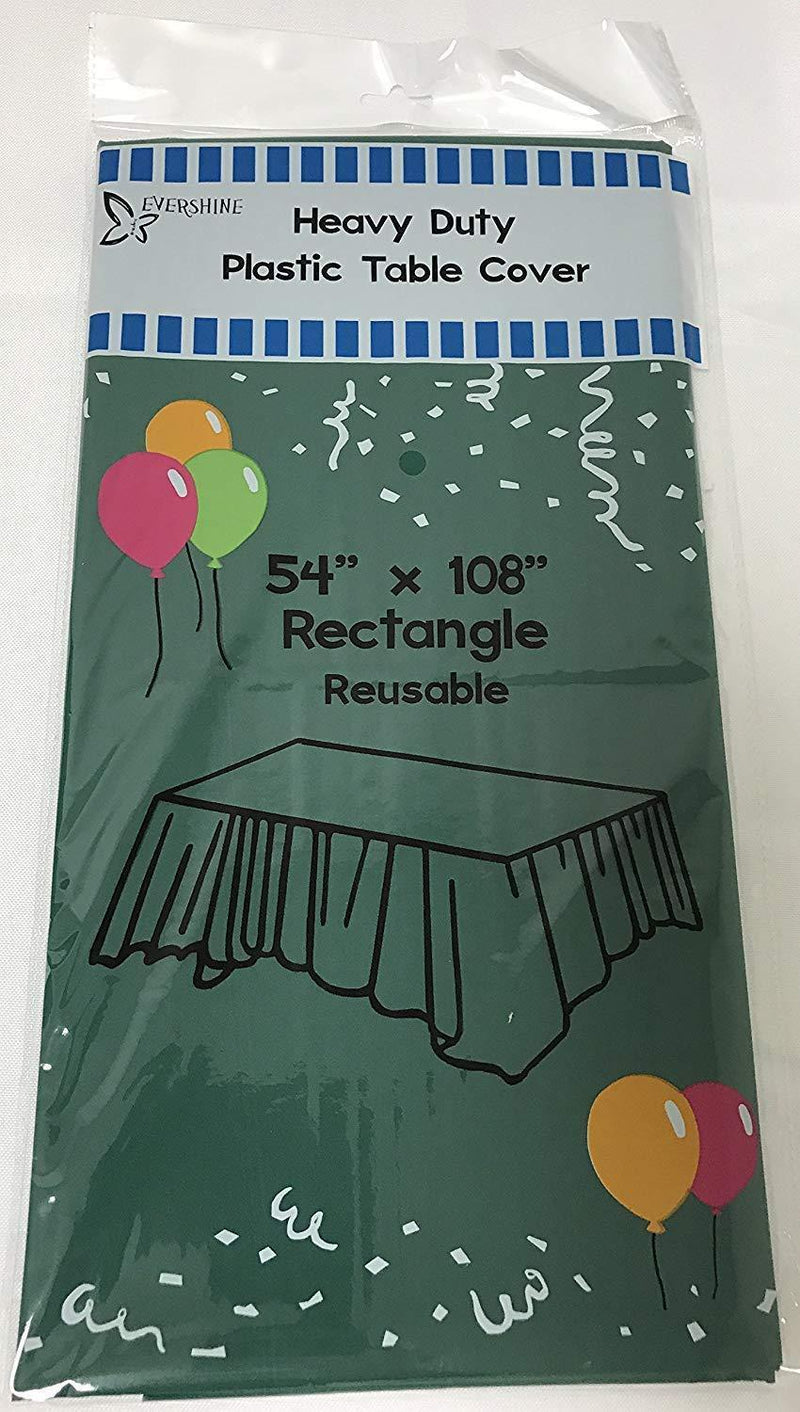 EVERSHINE
Heavy Duty
Plastic Table Cover
54” x 108”
Rectangle
Reusable